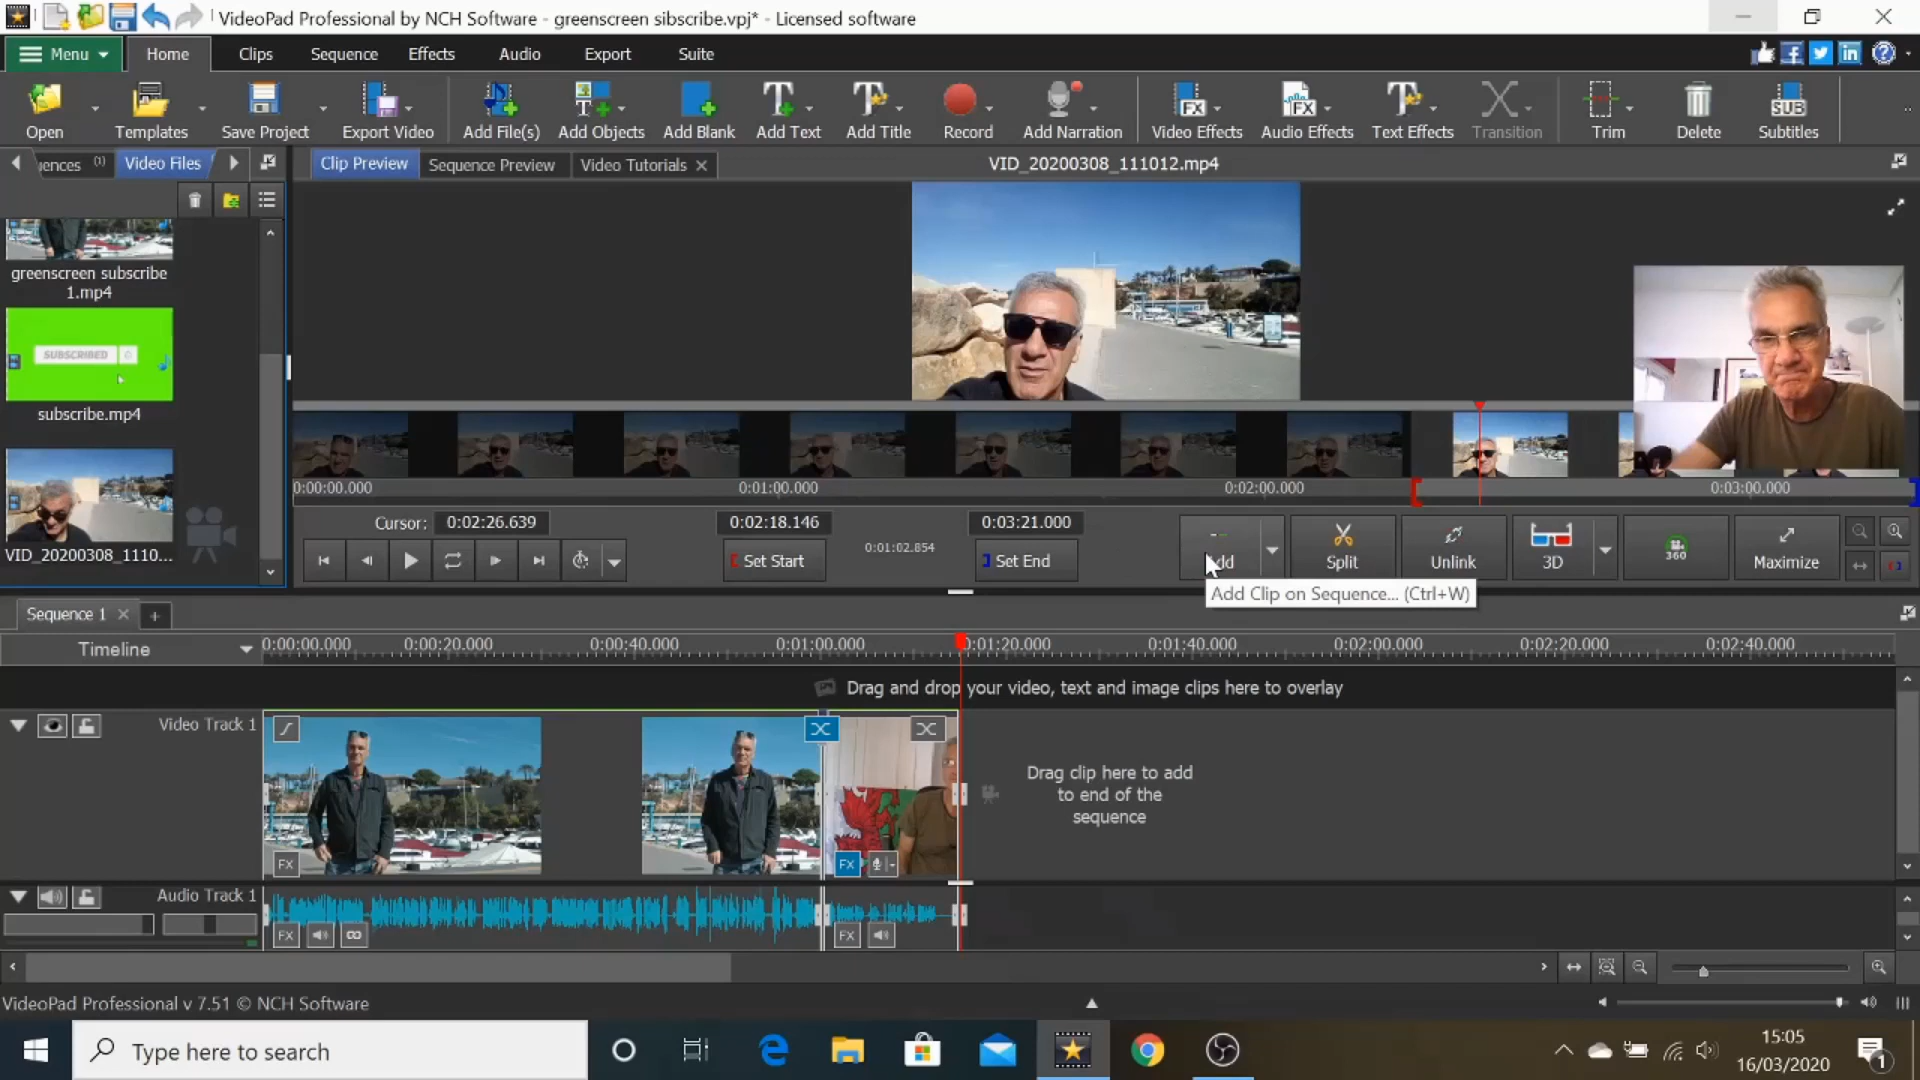 VideoPad Professional by NCH Software - greenscreen sibscribe.vpj* - Licensed software
Menu Home Clips Sequence Effects Audio Export Suite
Open Templates Save Project Export Video Add File(s) Add Objects Add Blank Add Text Add Title Record Add Narration Video Effects Audio Effects Text Effects Transition Trim Delete Subtitles
uences (1) Video Files Clip Preview Sequence Preview Video Tutorials VID_20200308_111012.mp4
greenscreen subscribe
1.mp4
SUBSCRIBED
subscribe.mp4
VID_20200308_1110...
0:00:00.000 0:01:00.000 0:02:00.000 0:03:00.000
Cursor: 0:02:26.639 0:02:18.146 0:03:21.000
Set Start 0:01:02.854 Set End Split Unlink 3D 360 Maximize
Add Clip on Sequence... (Ctrl+W)
Sequence 1
Timeline 0:00:00.000 0:00:20.000 0:00:40.000 0:01:00.000 0:01:20.000 0:01:40.000 0:02:00.000 0:02:20.000 0:02:40.000
Drag and drop your video, text and image clips here to overlay
Video Track 1
Drag clip here to add
to end of the
sequence
FX FX
Audio Track 1
FX FX
VideoPad Professional v 7.51 © NCH Software
Type here to search
15:05
16/03/2020
1